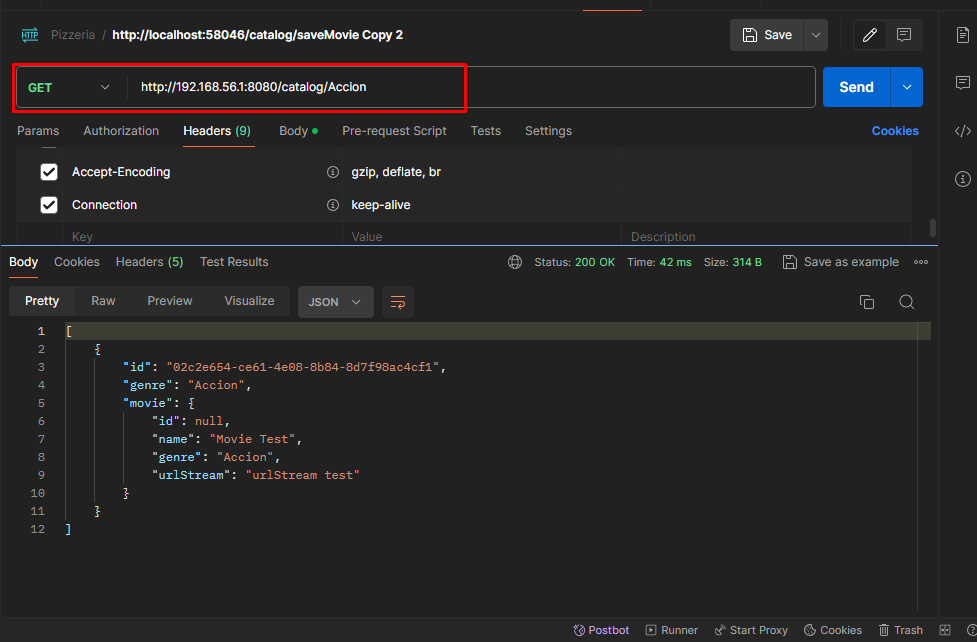 HTTP Pizzeria / http://localhost:58046/catalog/saveMovie Copy 2 Save
GET http://192.168.56.1:8080/catalog/Accion Send
Params Authorization Headers (9) Body Pre-request Script Tests Settings Cookies
Accept-Encoding gzip, deflate, br
Connection keep-alive
Key Value Description
Body Cookies Headers (5) Test Results Status: 200 OK Time: 42 ms Size: 314 B Save as example
Pretty Raw Preview Visualize JSON
1 [
2 {
3 "id": "02c2e654-ce61-4e08-8b84-8d7f98ac4cf1",
4 "genre": "Accion",
5 "movie": {
6 "id": null,
7 "name": "Movie Test",
8 "genre": "Accion",
9 "urlStream": "urlStream test"
10 }
11 }
12 ]
Postbot Runner Start Proxy Cookies Trash